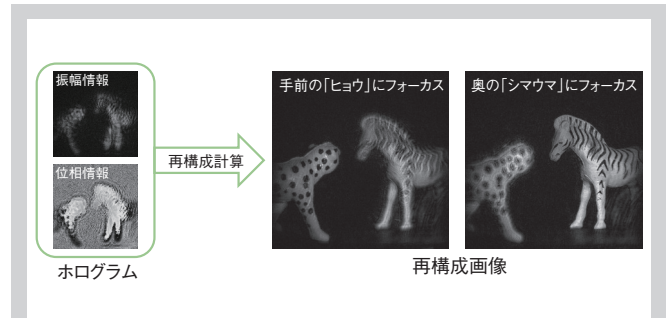 振幅情報
位相情報
ホログラム
再構成計算
手前の「ヒョウ」にフォーカス
奥の「シマウマ」にフォーカス
再構成画像